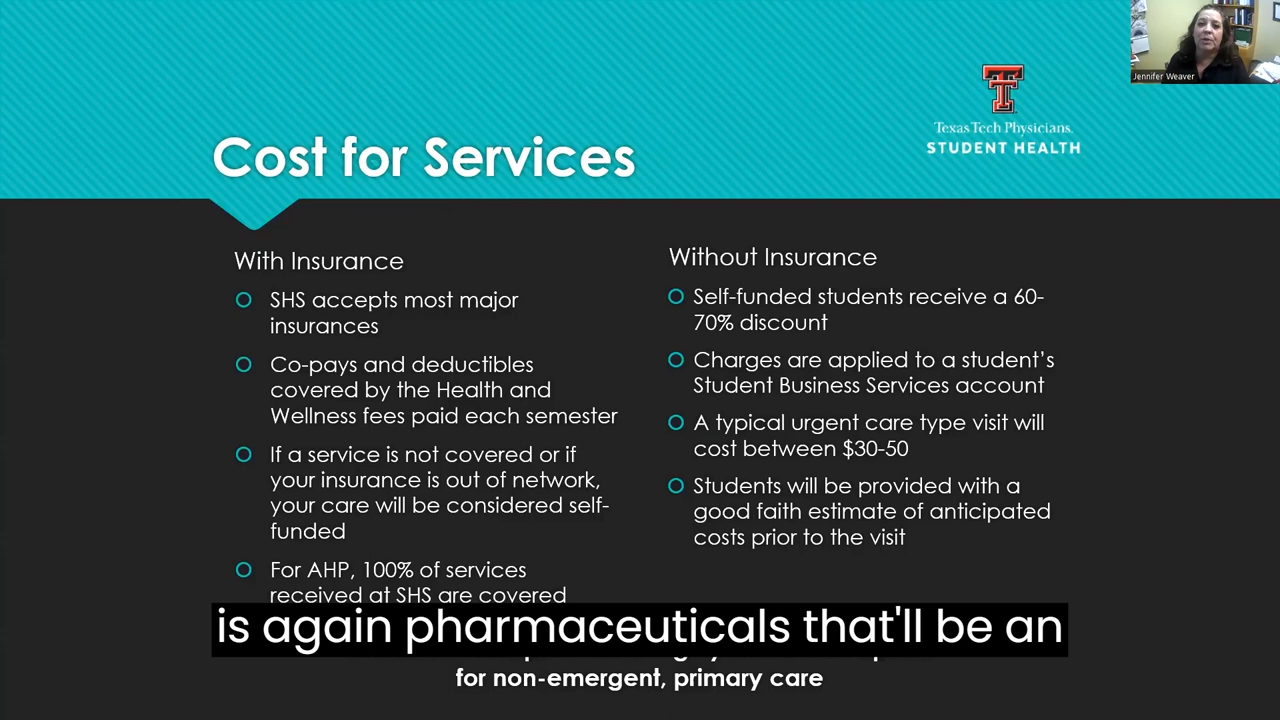 Jennifer Weaver
Texas Tech Physicians.
STUDENT HEALTH
Cost for Services
With Insurance
SHS accepts most major
insurances
Co-pays and deductibles
covered by the Health and
Wellness fees paid each semester
If a service is not covered or if
your insurance is out of network,
your care will be considered self-
funded
For AHP, 100% of services
received at SHS are covered
Without Insurance
Self-funded students receive a 60-
70% discount
Charges are applied to a student's
Student Business Services account
A typical urgent care type visit will
cost between $30-50
Students will be provided with a
good faith estimate of anticipated
costs prior to the visit
is again pharmaceuticals that'll be an
for non-emergent, primary care